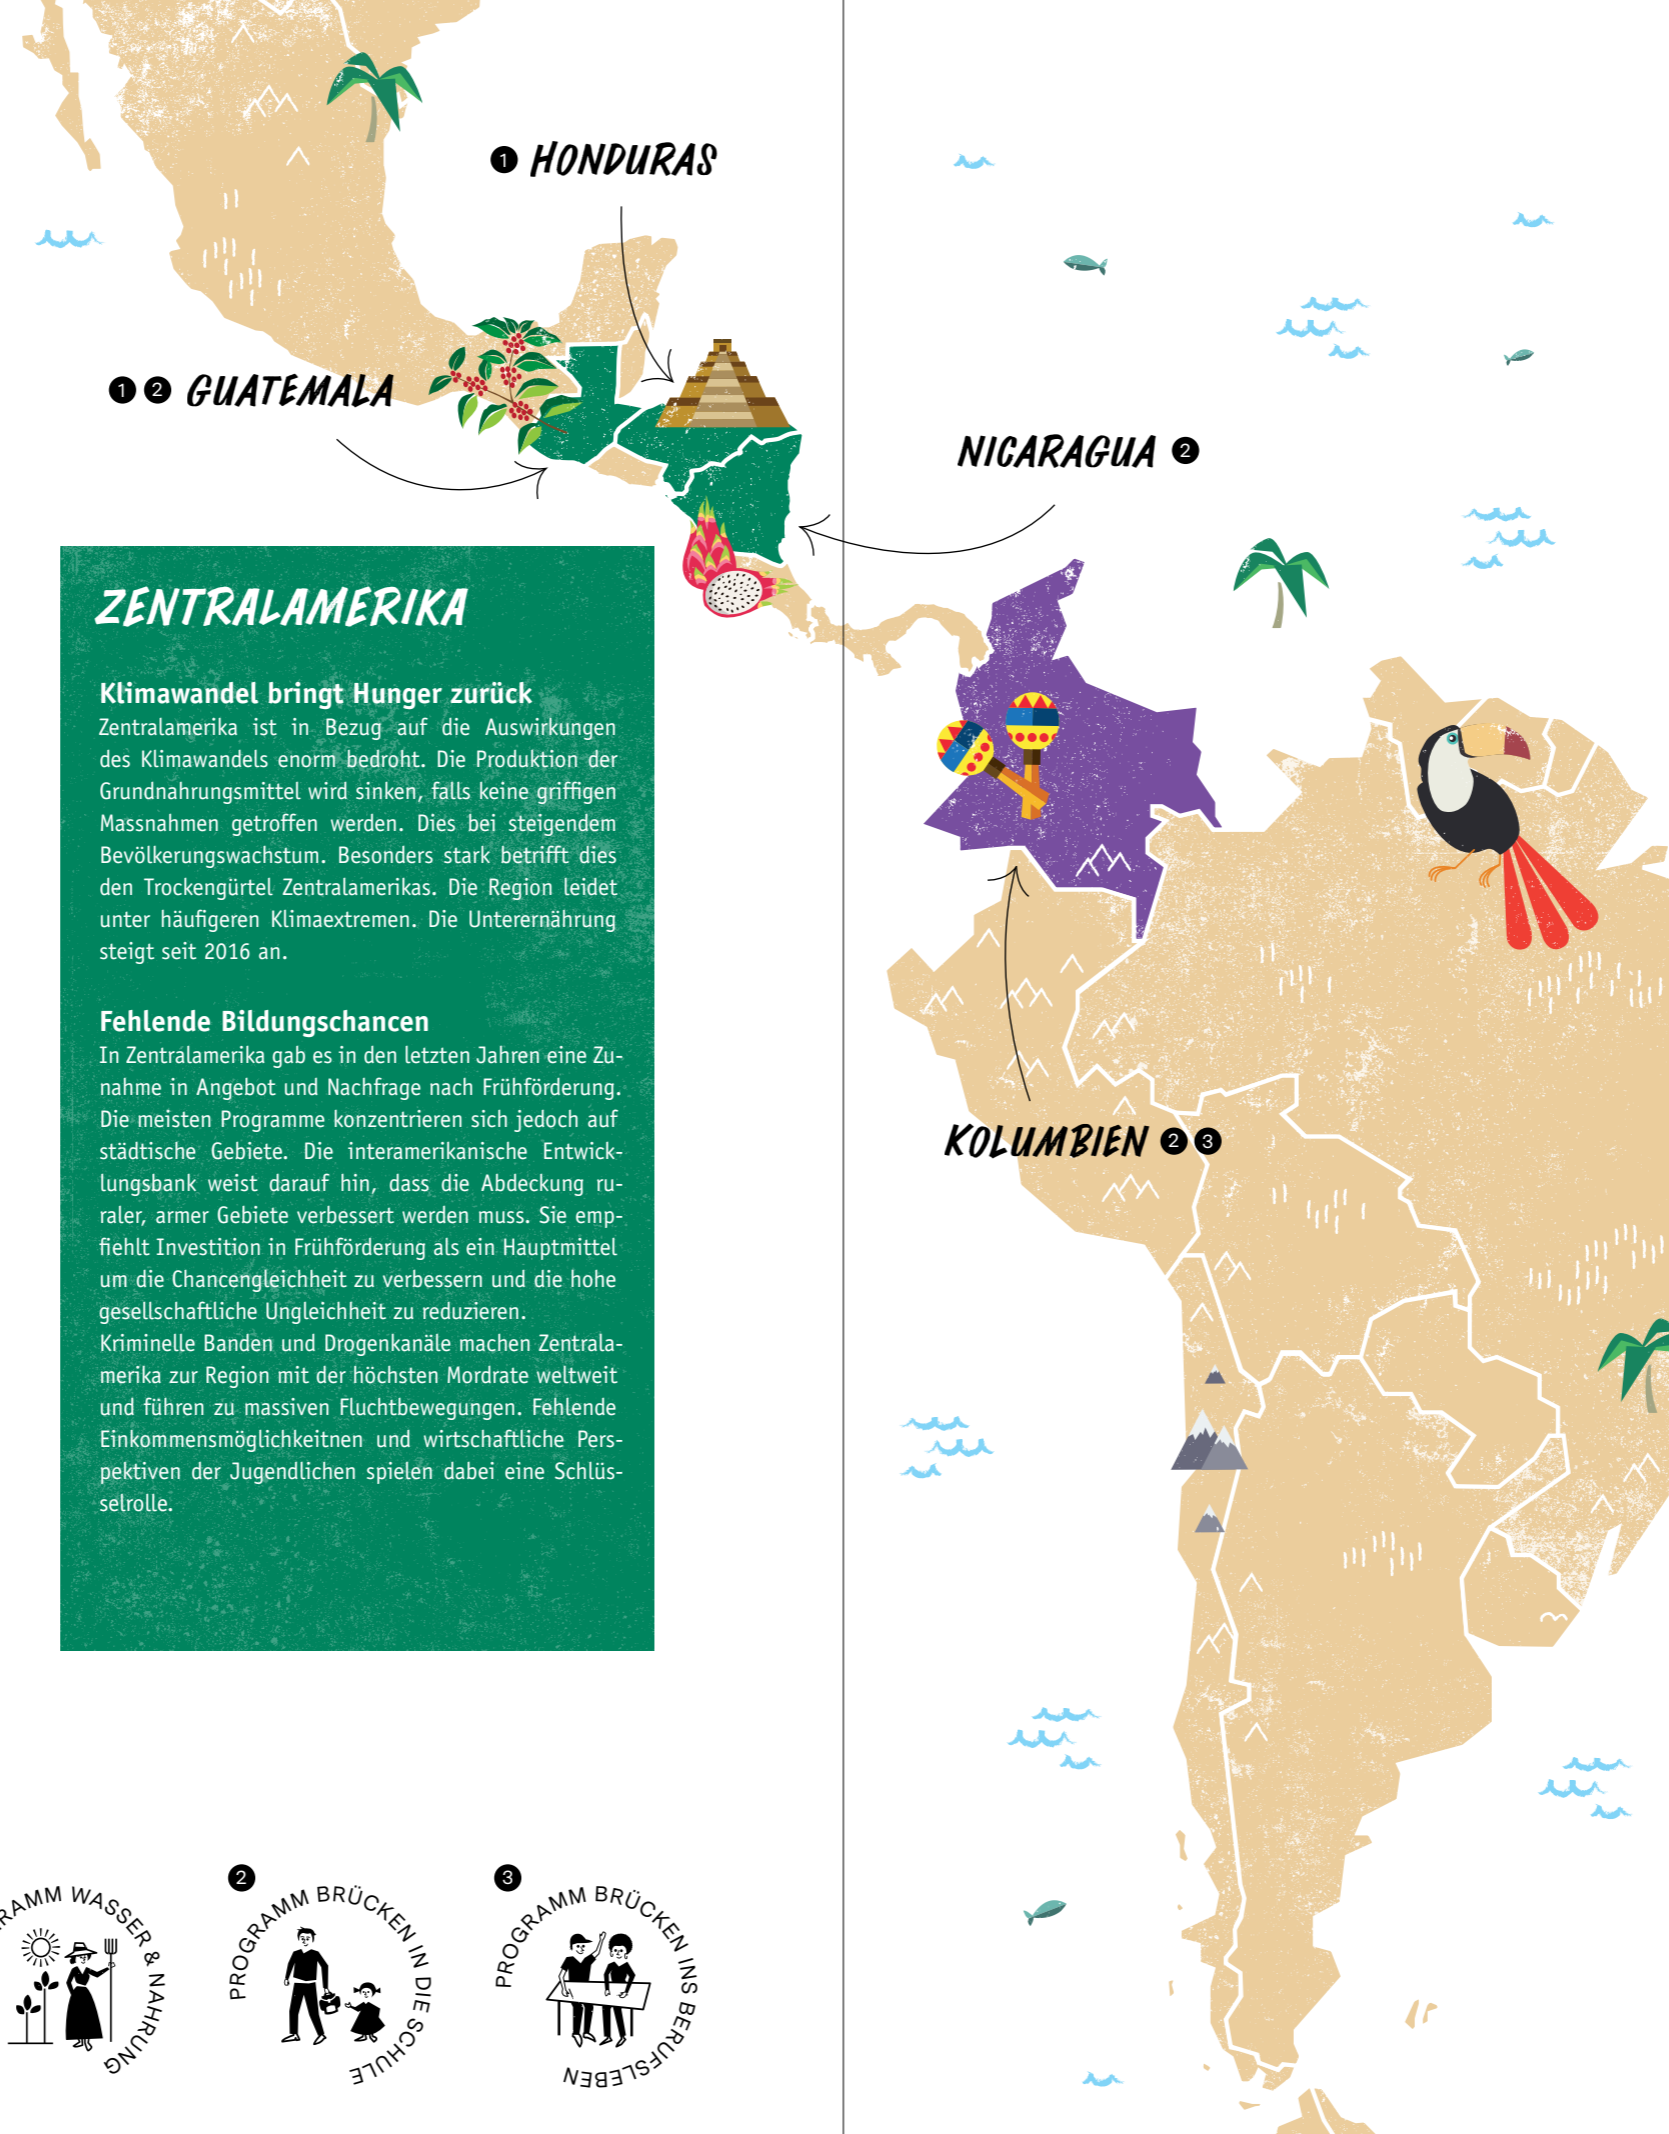 1 HONDURAS
1 2 GUATEMALA
NICARAGUA 2
ZENTRALAMERIKA
Klimawandel bringt Hunger zurück
Zentralamerika ist in Bezug auf die Auswirkungen
des Klimawandels enorm bedroht. Die Produktion der
Grundnahrungsmittel wird sinken, falls keine griffigen
Massnahmen getroffen werden. Dies bei steigendem
Bevölkerungswachstum. Besonders stark betrifft dies
den Trockengürtel Zentralamerikas. Die Region leidet
unter häufigeren Klimaextremen. Die Unterernährung
steigt seit 2016 an.
Fehlende Bildungschancen
In Zentralamerika gab es in den letzten Jahren eine Zu-
nahme in Angebot und Nachfrage nach Frühförderung.
Die meisten Programme konzentrieren sich jedoch auf
städtische Gebiete. Die interamerikanische Entwick-
lungsbank weist darauf hin, dass die Abdeckung ru-
raler, armer Gebiete verbessert werden muss. Sie emp-
fiehlt Investition in Frühförderung als ein Hauptmittel
um die Chancengleichheit zu verbessern und die hohe
gesellschaftliche Ungleichheit zu reduzieren.
Kriminelle Banden und Drogenkanäle machen Zentrala-
merika zur Region mit der höchsten Mordrate weltweit
und führen zu massiven Fluchtbewegungen. Fehlende
Einkommensmöglichkeitnen und wirtschaftliche Pers-
pektiven der Jugendlichen spielen dabei eine Schlüs-
selrolle.
KOLUMBIEN 2 3
RAMM WASSER & NAHRUNG
2
PROGRAMM BRÜCKEN IN DIE SCHULE
3
PROGRAMM BRÜCKEN INS BERUFSLEBEN